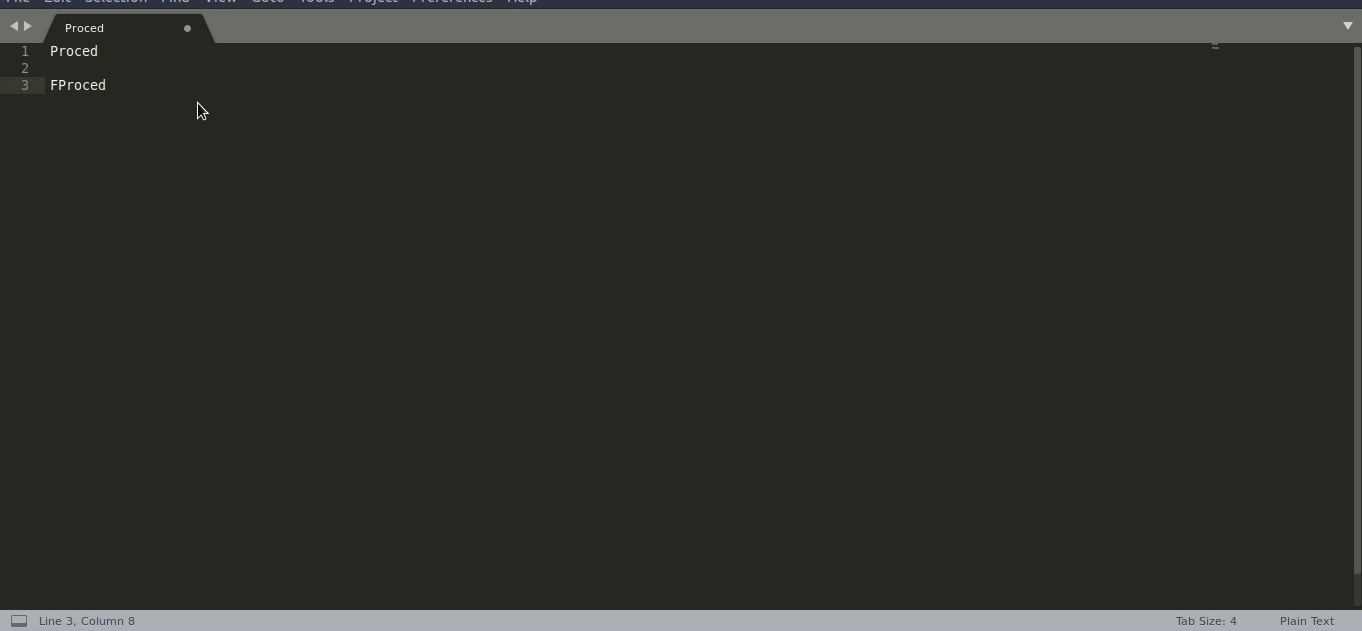 File Edit Selection Find View Goto Tools Project Preferences Help
Proced
1 Proced
2
3 FProced
Line 3, Column 8 Tab Size: 4 Plain Text